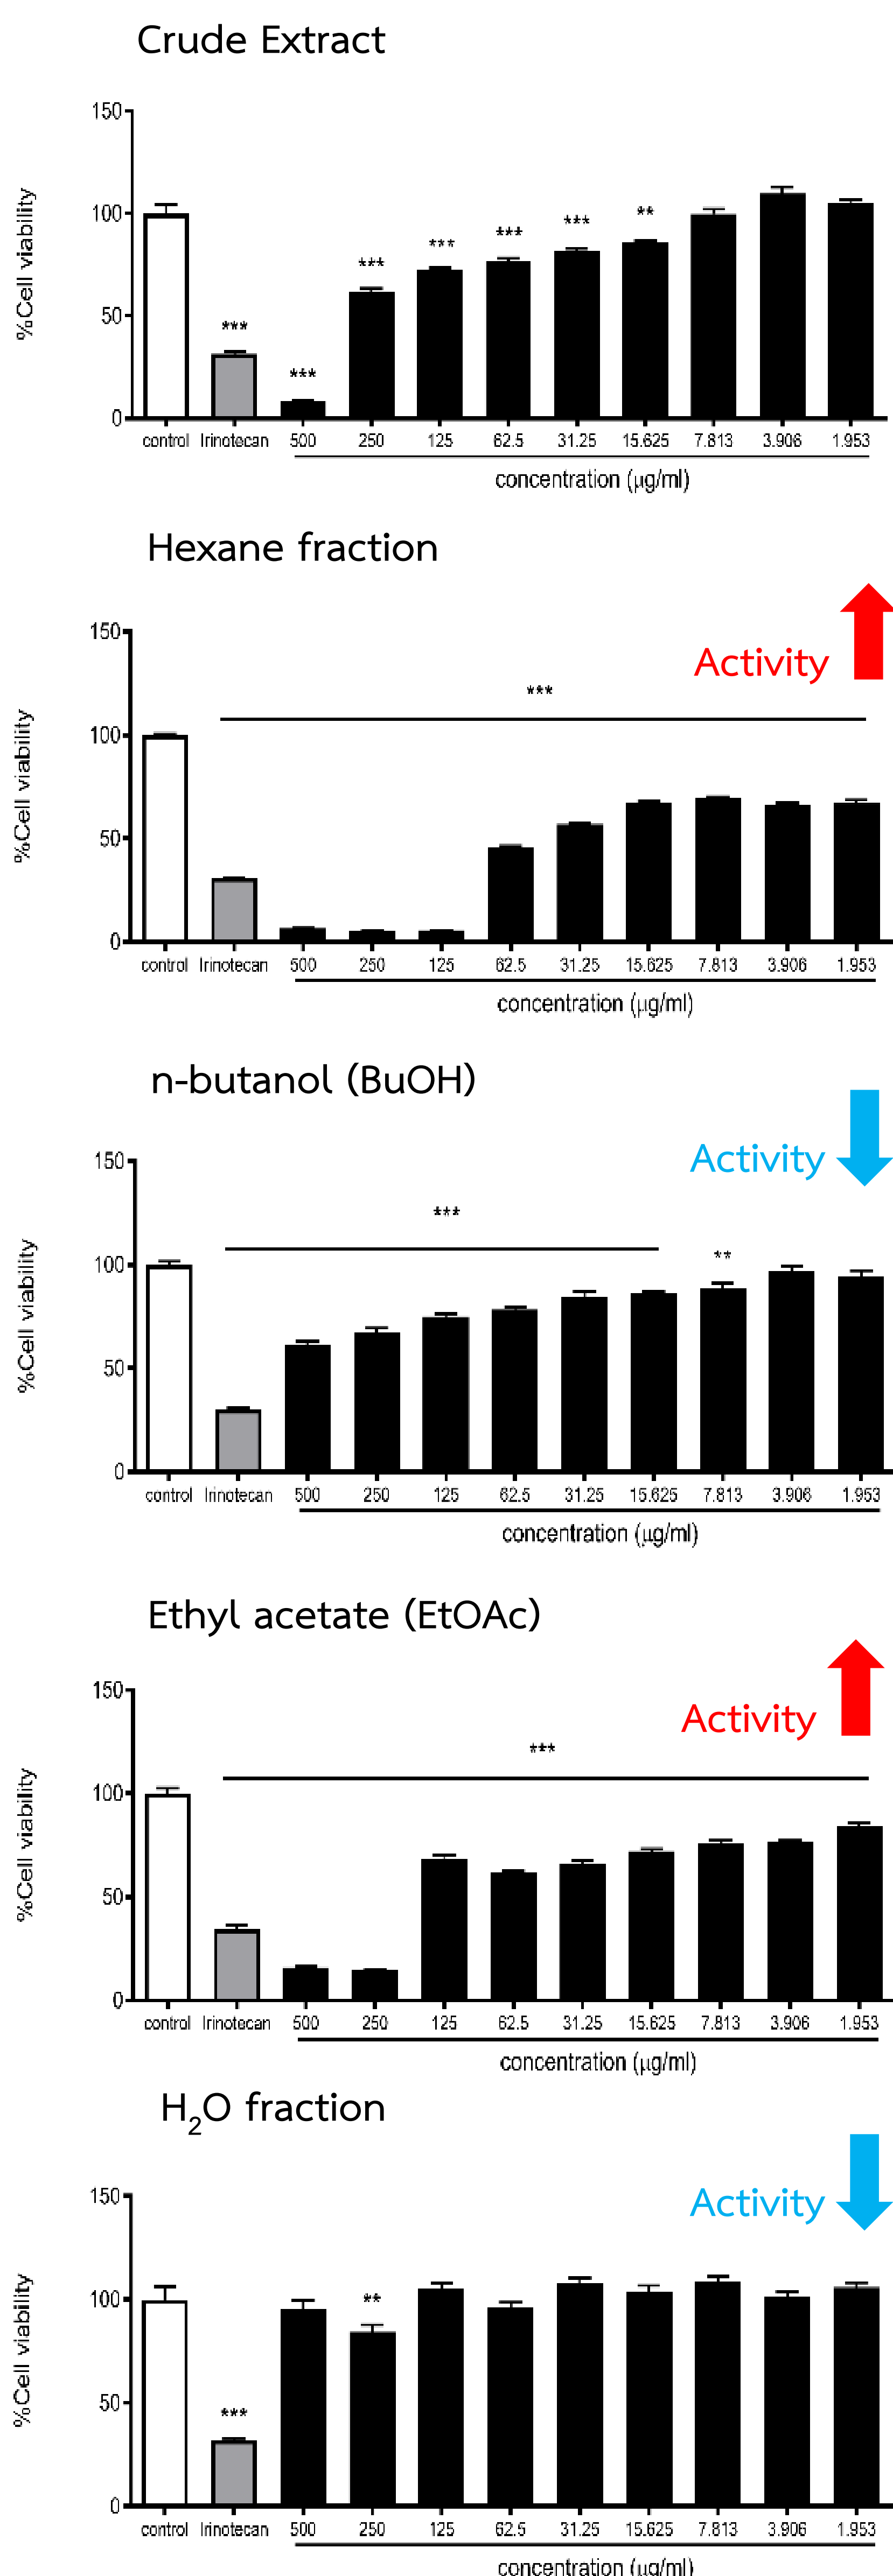 Crude Extract
150
100
50
0
%Cell viability
***
***
***
***
***
***
**
control Irinotecan 500 250 125 62.5 31.25 15.625 7.813 3.906 1.953
concentration (µg/ml)
Hexane fraction
Activity
150
100
50
0
%Cell viability
***
control Irinotecan 500 250 125 62.5 31.25 15.625 7.813 3.906 1.953
concentration (µg/ml)
n-butanol (BuOH)
Activity
150
100
50
0
%Cell viability
***
**
control Irinotecan 500 250 125 62.5 31.25 15.625 7.813 3.906 1.953
concentration (µg/ml)
Ethyl acetate (EtOAc)
Activity
150
100
50
0
%Cell viability
***
control Irinotecan 500 250 125 62.5 31.25 15.625 7.813 3.906 1.953
concentration (µg/ml)
H₂O fraction
Activity
150
100
50
0
%Cell viability
***
**
control Irinotecan 500 250 125 62.5 31.25 15.625 7.813 3.906 1.953
concentration (µg/ml)